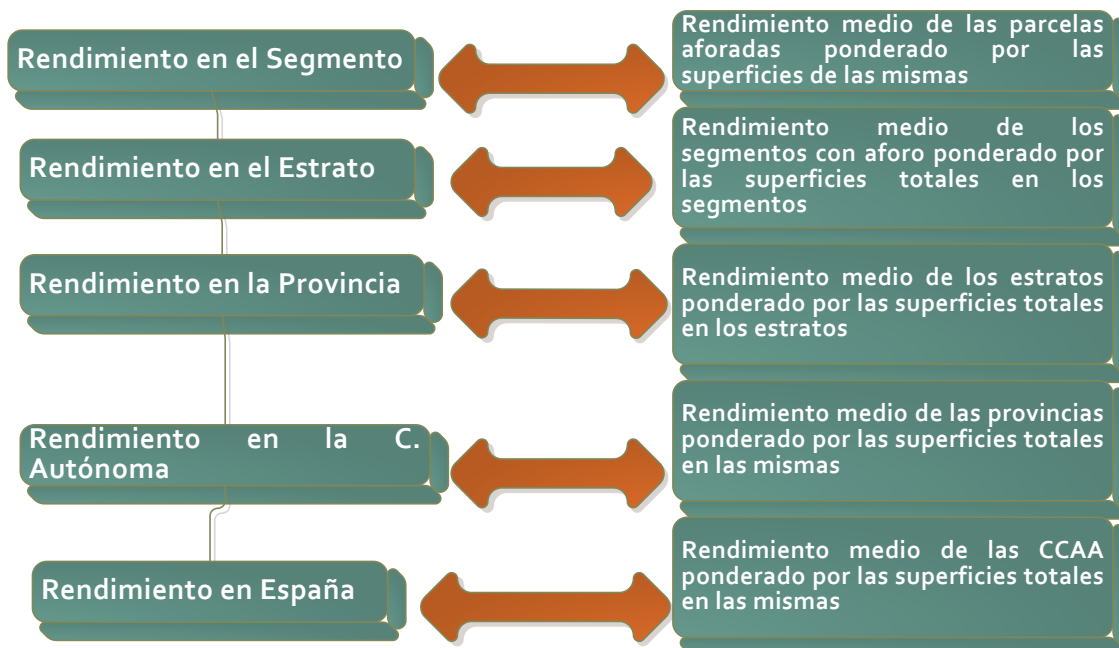 Rendimiento en el Segmento
Rendimiento medio de las parcelas
aforadas ponderado por las
superficies de las mismas
Rendimiento en el Estrato
Rendimiento medio de los
segmentos con aforo ponderado por
las superficies totales en los
segmentos
Rendimiento en la Provincia
Rendimiento medio de los estratos
ponderado por las superficies totales
en los estratos
Rendimiento en la C.
Autónoma
Rendimiento medio de las provincias
ponderado por las superficies totales
en las mismas
Rendimiento en España
Rendimiento medio de las CCAA
ponderado por las superficies totales
en las mismas